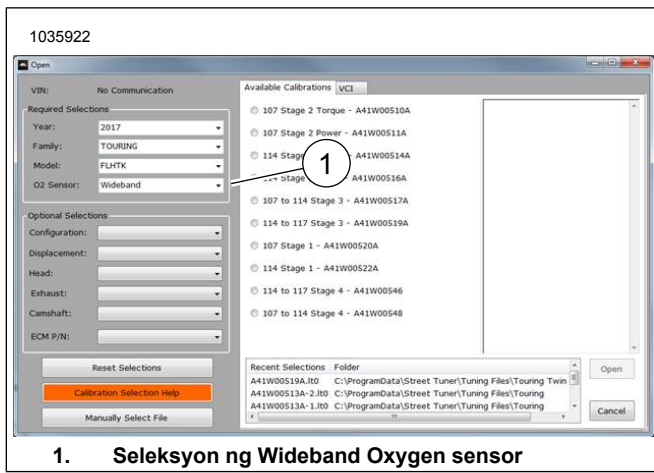 1035922
Open
VIN: No Communication
Required Selections
Year: 2017
Family: TOURING
Model: FLHTK
O2 Sensor: Wideband
Optional Selections
Configuration:
Displacement:
Head:
Exhaust:
Camshaft:
ECM P/N:
Reset Selections
Calibration Selection Help
Manually Select File
Available Calibrations VCI
107 Stage 2 Torque - A41W00510A
107 Stage 2 Power - A41W00511A
114 Stage - A41W00514A
114 Stage - A41W00516A
107 to 114 Stage 3 - A41W00517A
114 to 117 Stage 3 - A41W00519A
107 Stage 1 - A41W00520A
114 Stage 1 - A41W00522A
114 to 117 Stage 4 - A41W00546
107 to 114 Stage 4 - A41W00548
1
Recent Selections Folder
A41W00519A.lt0 C:\ProgramData\Street Tuner\Tuning Files\Touring Twin
A41W00513A-2.lt0 C:\ProgramData\Street Tuner\Tuning Files\Touring
A41W00513A-1.lt0 C:\ProgramData\Street Tuner\Tuning Files\Touring
Open
Cancel
1. Seleksyon ng Wideband Oxygen sensor